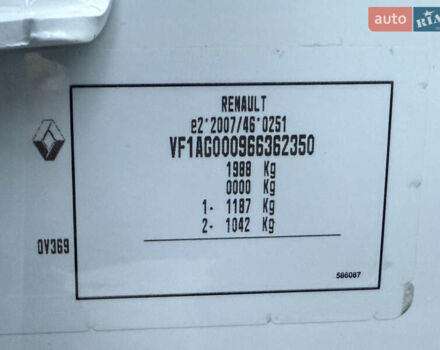 auto RIA
RENAULT
e2*2007/46*0251
VF1AG000966362350
1988 Kg
0000 Kg
1- 1187 Kg
2- 1042 Kg
OV369
586087